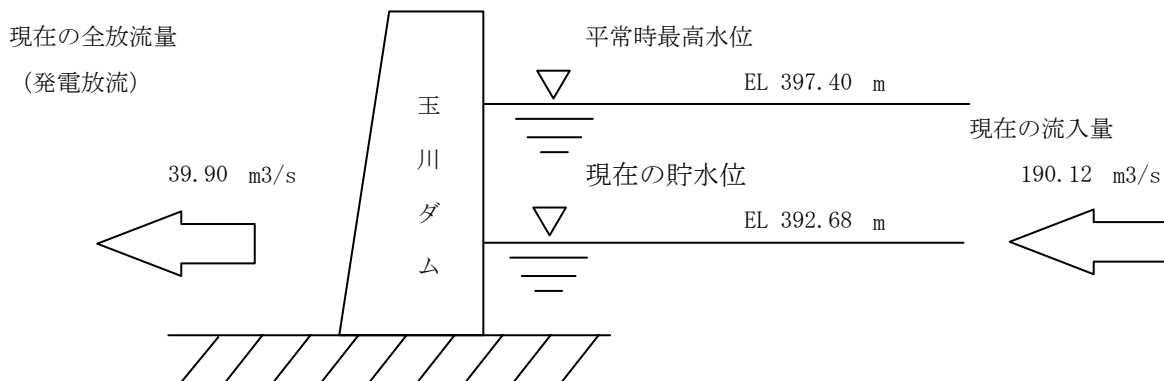 現在の全放流量
（発電放流）
39.90 m3/s
玉川ダム
平常時最高水位
EL 397.40 m
現在の貯水位
EL 392.68 m
現在の流入量
190.12 m3/s